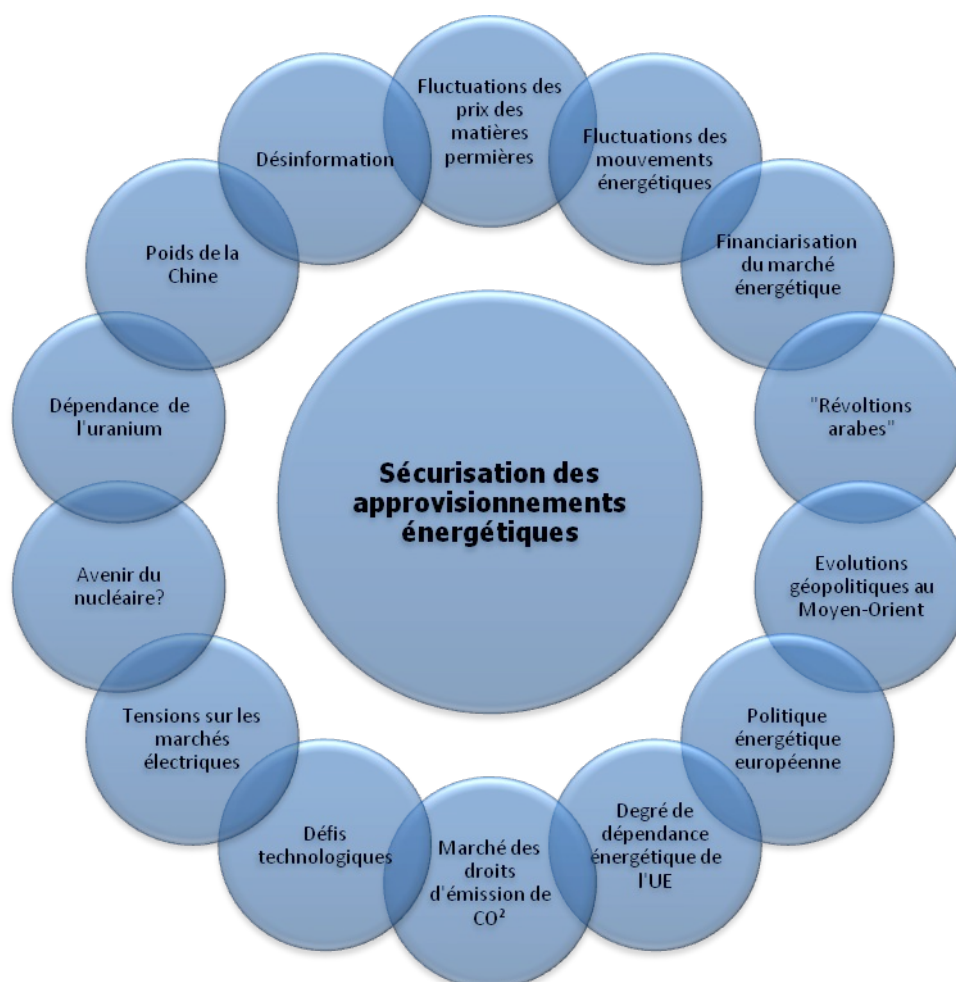 Fluctuations des
prix des
matières
permières
Fluctuations des
mouvements
énergétiques
Financiarisation
du marché
énergétique
"Révoltions
arabes"
Evolutions
géopolitiques au
Moyen-Orient
Politique
énergétique
européenne
Degré de
dépendance
énergétique de
l'UE
Marché des
droits
d'émission de
CO²
Défis
technologiques
Tensions sur les
marchés
électriques
Avenir du
nucléaire?
Dépendance de
l'uranium
Poids de la
Chine
Désinformation
Sécurisation des
approvisionnements
énergétiques